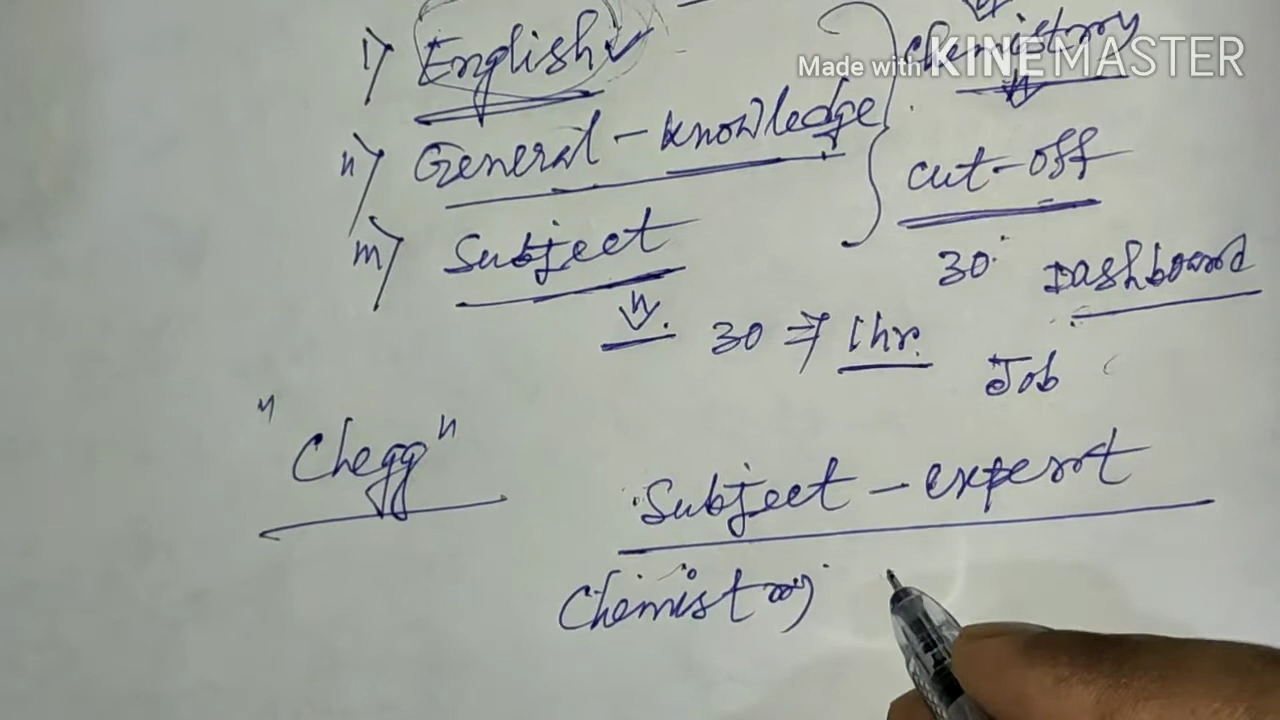 i) English Chemistry
Made with KINEMASTER
ii) General - knowledge cut-off
iii) Subject 30 Dashboard
30 ⇒ 1hr. Job
"Chegg" Subject - expert
Chemistry